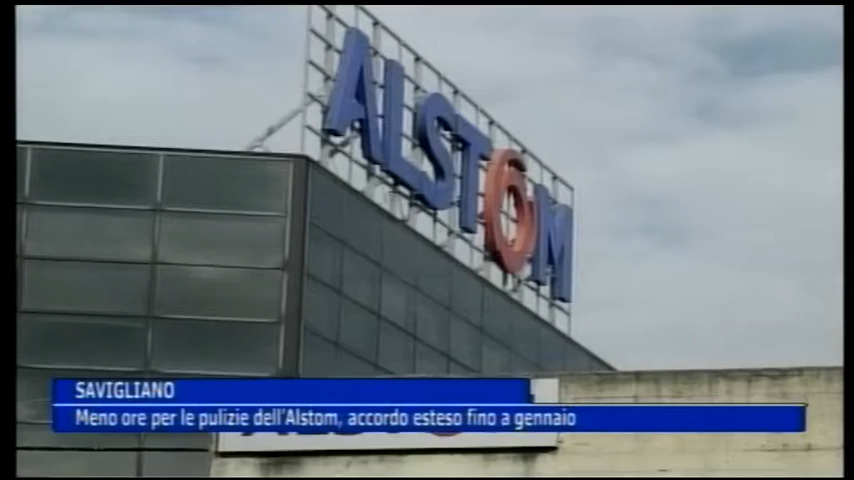 ALSTOM
SAVIGLIANO
Meno ore per le pulizie dell'Alstom, accordo esteso fino a gennaio